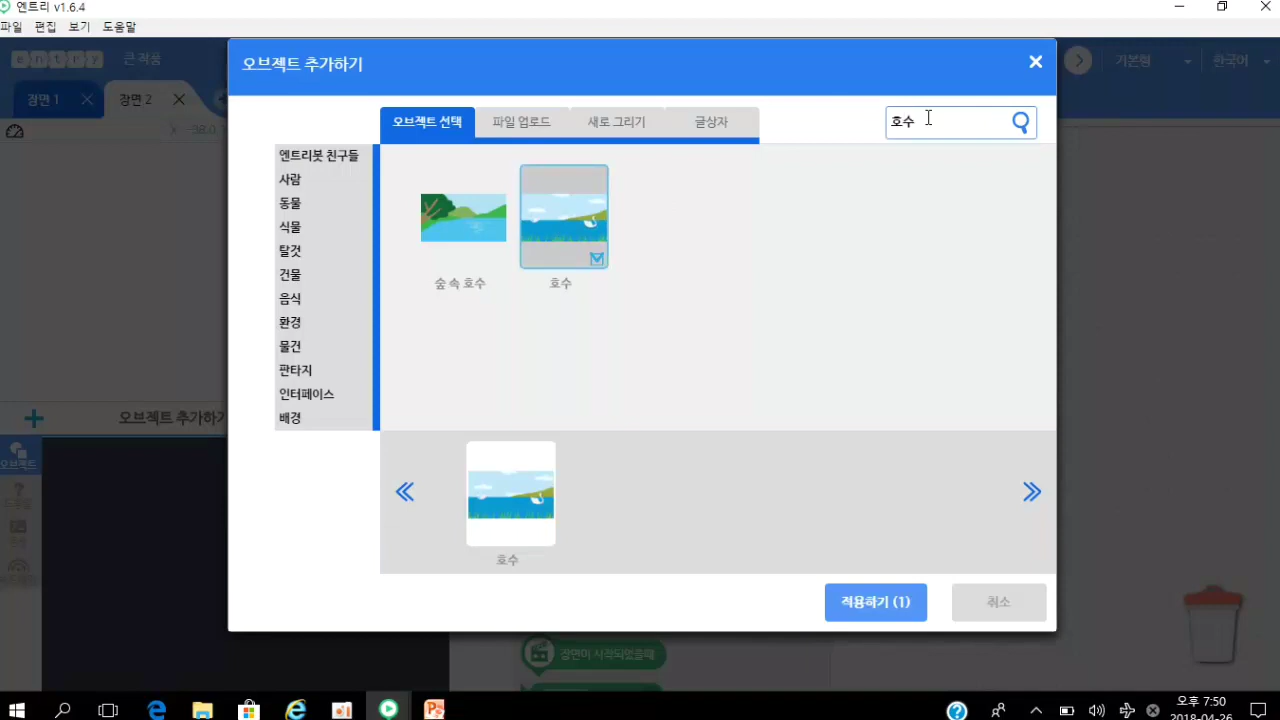 엔트리 v1.6.4
파일 편집 보기 도움말
entry 큰 작품
오브젝트 추가하기
기본형 한국어
장면 1
장면 2
오브젝트 선택 파일 업로드 새로 그리기 글상자
호수
엔트리봇 친구들
사람
동물
식물
탈것
건물
음식
환경
물건
판타지
인터페이스
배경
숲 속 호수
호수
오브젝트 추가하기
오브젝트
호수
적용하기 (1)
취소
장면이 시작되었을때
오후 7:50
2018-04-26